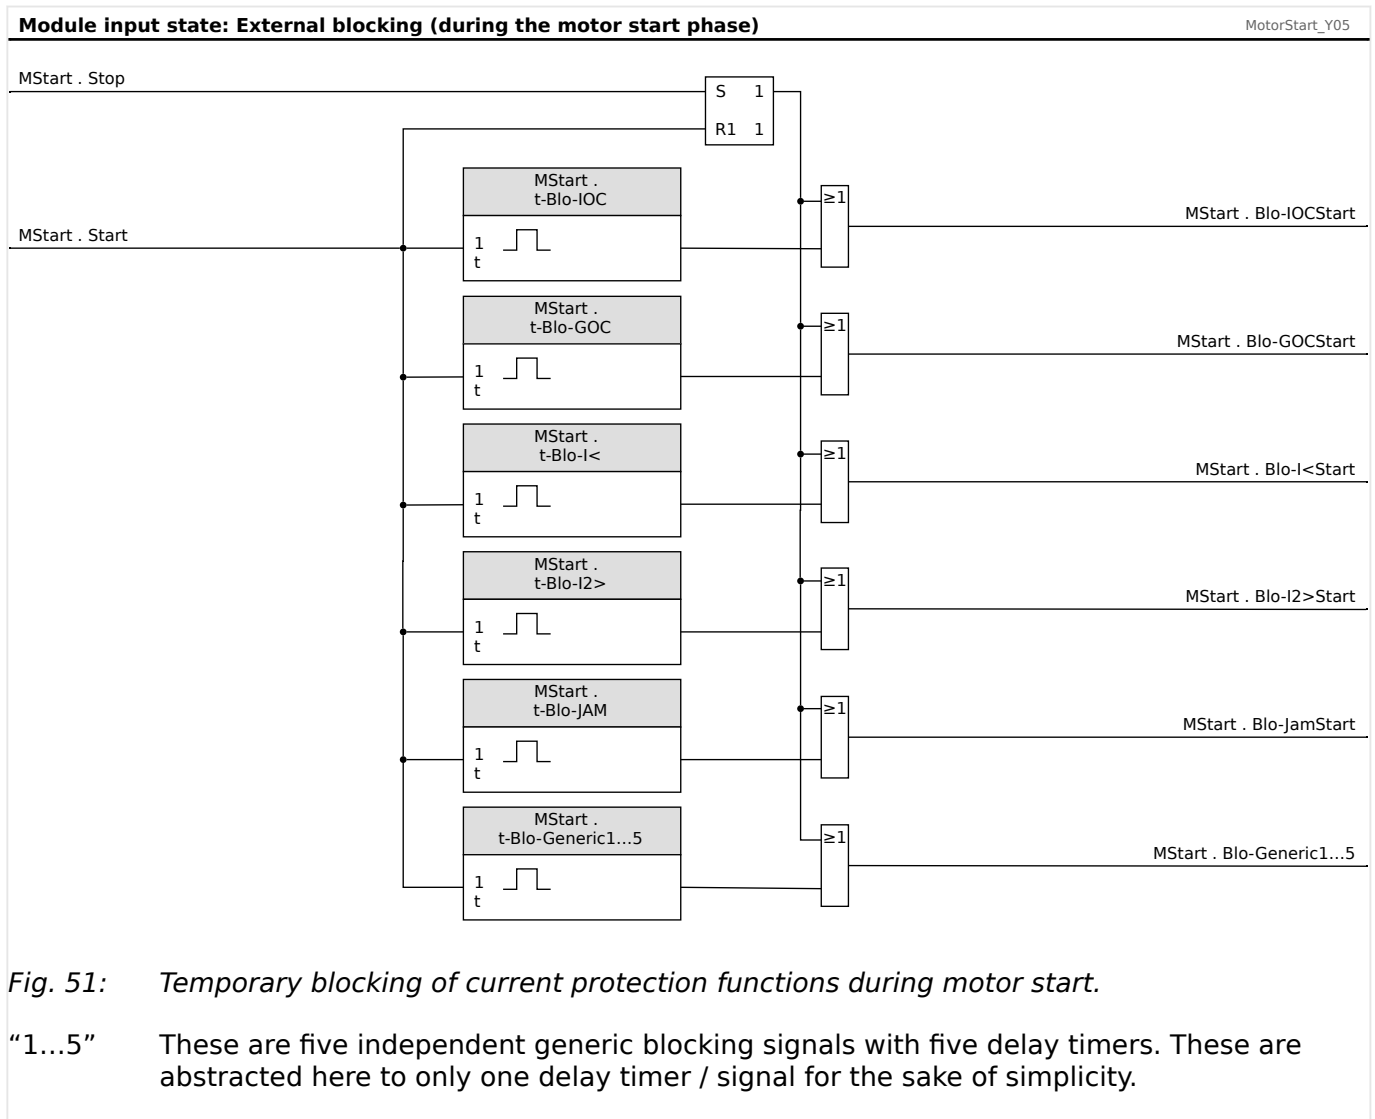 Module input state: External blocking (during the motor start phase)
MotorStart_Y05
MStart . Stop
S 1
R1 1
MStart .
t-Blo-IOC
≥1
MStart . Blo-IOCStart
MStart . Start
1
t
MStart .
t-Blo-GOC
≥1
MStart . Blo-GOCStart
1
t
MStart .
t-Blo-I<
≥1
MStart . Blo-I<Start
1
t
MStart .
t-Blo-I2>
≥1
MStart . Blo-I2>Start
1
t
MStart .
t-Blo-JAM
≥1
MStart . Blo-JamStart
1
t
MStart .
t-Blo-Generic1...5
≥1
MStart . Blo-Generic1...5
1
t
Fig. 51: Temporary blocking of current protection functions during motor start.
“1...5” These are five independent generic blocking signals with five delay timers. These are
abstracted here to only one delay timer / signal for the sake of simplicity.